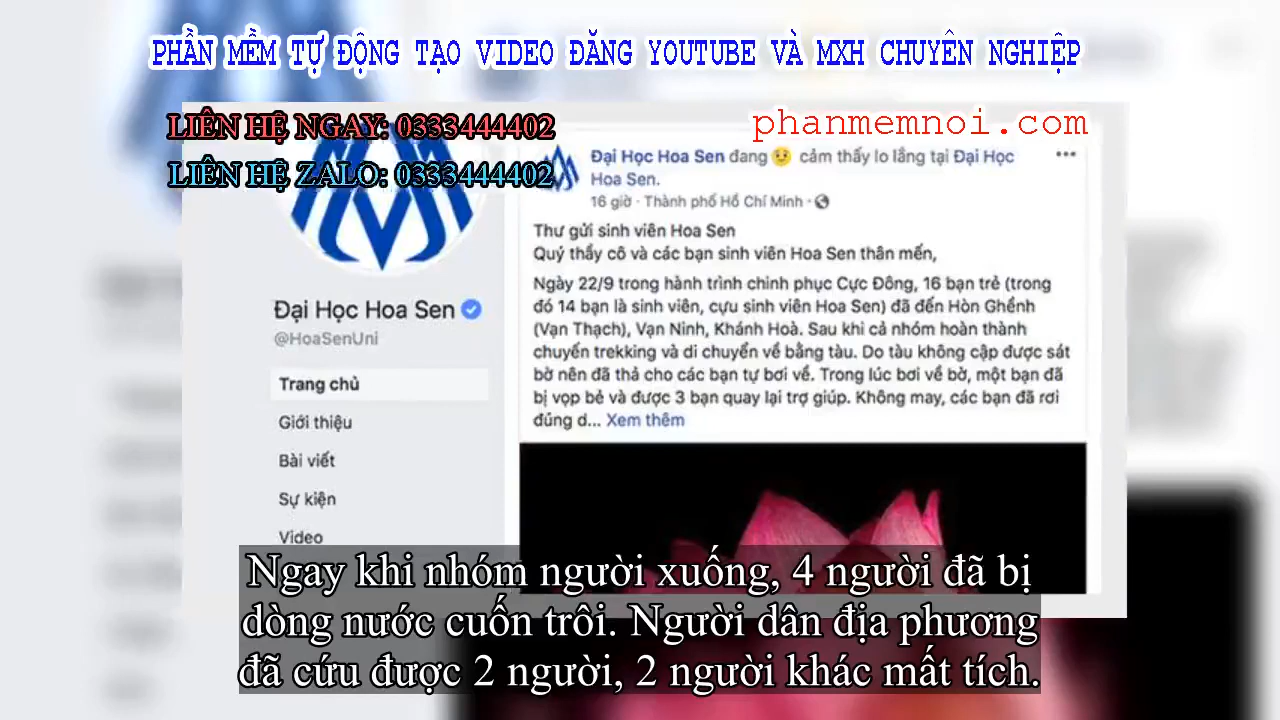 PHẦN MỀM TỰ ĐỘNG TẠO VIDEO ĐĂNG YOUTUBE VÀ MXH CHUYÊN NGHIỆP
LIÊN HỆ NGAY: 0333444402
LIÊN HỆ ZALO: 0333444402
phanmemnoi.com
Đại Học Hoa Sen
@HoaSenUni
Trang chủ
Giới thiệu
Bài viết
Sự kiện
Video
Đại Học Hoa Sen đang 😟 cảm thấy lo lắng tại Đại Học
Hoa Sen.
16 giờ · Thành phố Hồ Chí Minh ·
Thư gửi sinh viên Hoa Sen
Quý thầy cô và các bạn sinh viên Hoa Sen thân mến,
Ngày 22/9 trong hành trình chinh phục Cực Đông, 16 bạn trẻ (trong
đó 14 bạn là sinh viên, cựu sinh viên Hoa Sen) đã đến Hòn Ghềnh
(Vạn Thạch), Vạn Ninh, Khánh Hoà. Sau khi cả nhóm hoàn thành
chuyến trekking và di chuyển về bằng tàu. Do tàu không cập được sát
bờ nên đã thả cho các bạn tự bơi về. Trong lúc bơi về bờ, một bạn đã
bị vọp bẻ và được 3 bạn quay lại trợ giúp. Không may, các bạn đã rơi
đúng d... Xem thêm
Ngay khi nhóm người xuống, 4 người đã bị
dòng nước cuốn trôi. Người dân địa phương
đã cứu được 2 người, 2 người khác mất tích.